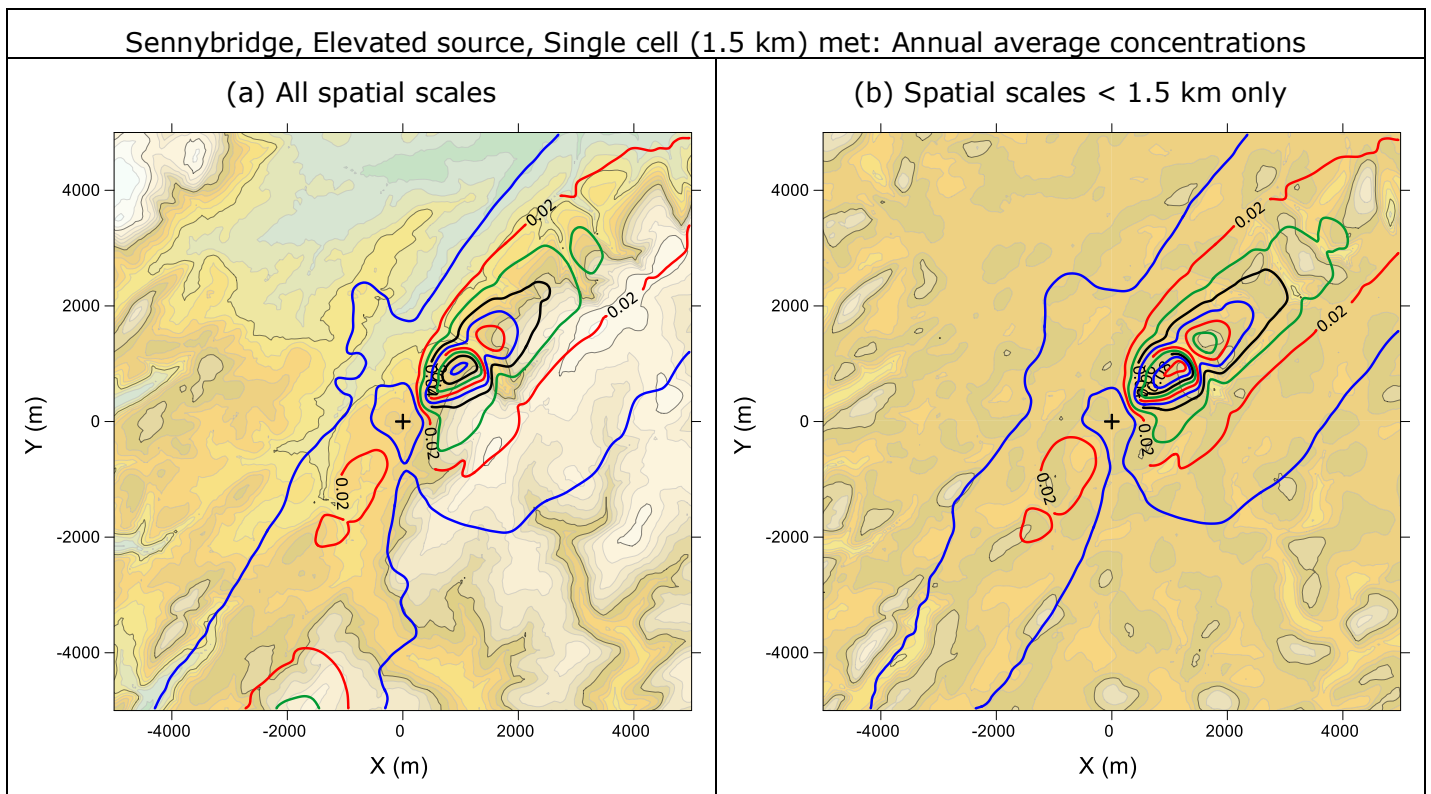 Sennybridge, Elevated source, Single cell (1.5 km) met: Annual average concentrations
(a) All spatial scales
(b) Spatial scales < 1.5 km only
4000
2000
0
-2000
-4000
Y (m)
-4000 -2000 0 2000 4000
X (m)
0.02
0.02
0.02
0.02
4000
2000
0
-2000
-4000
Y (m)
-4000 -2000 0 2000 4000
X (m)
0.02
0.02
0.02
0.02